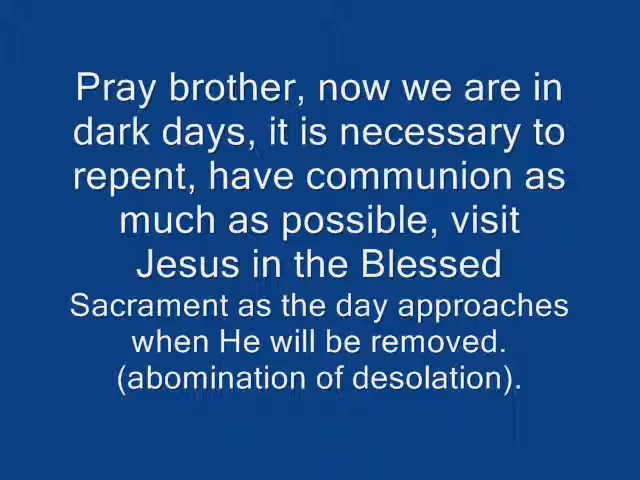 Pray brother, now we are in
dark days, it is necessary to
repent, have communion as
much as possible, visit
Jesus in the Blessed
Sacrament as the day approaches
when He will be removed.
(abomination of desolation).